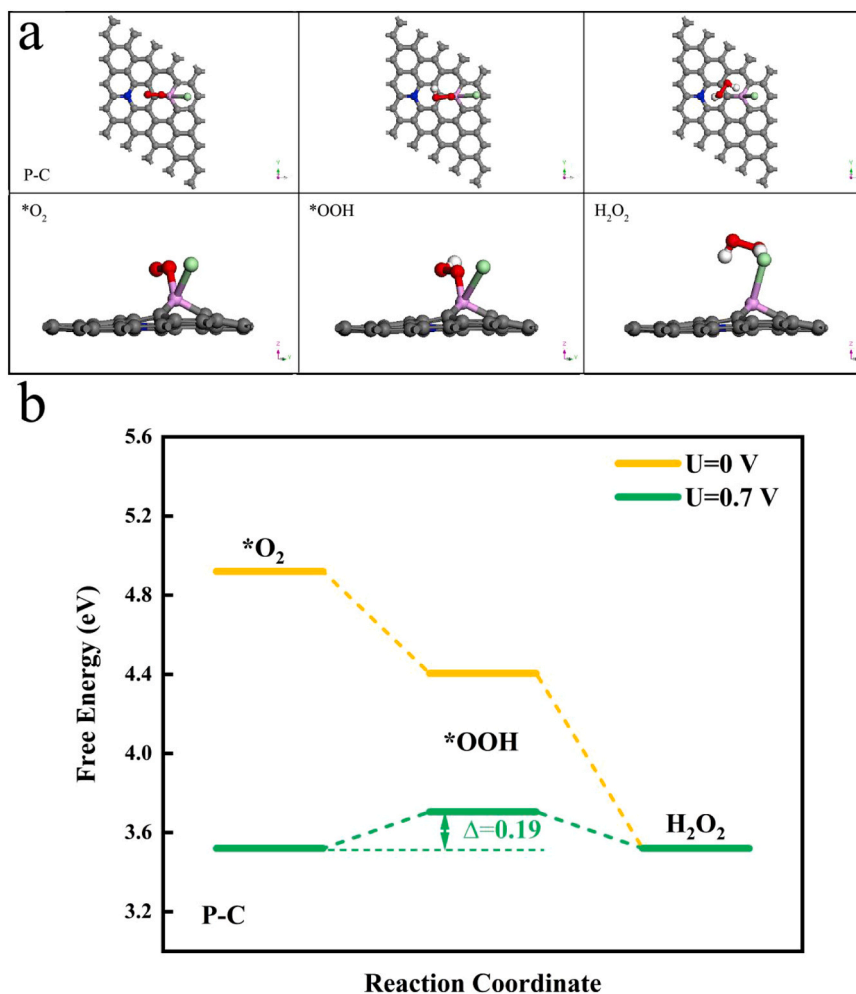 a
P-C
*O₂
*OOH
H₂O₂
b
5.6
5.2
4.8
4.4
4.0
3.6
3.2
Free Energy (eV)
U=0 V
U=0.7 V
*O₂
*OOH
Δ=0.19
H₂O₂
P-C
Reaction Coordinate